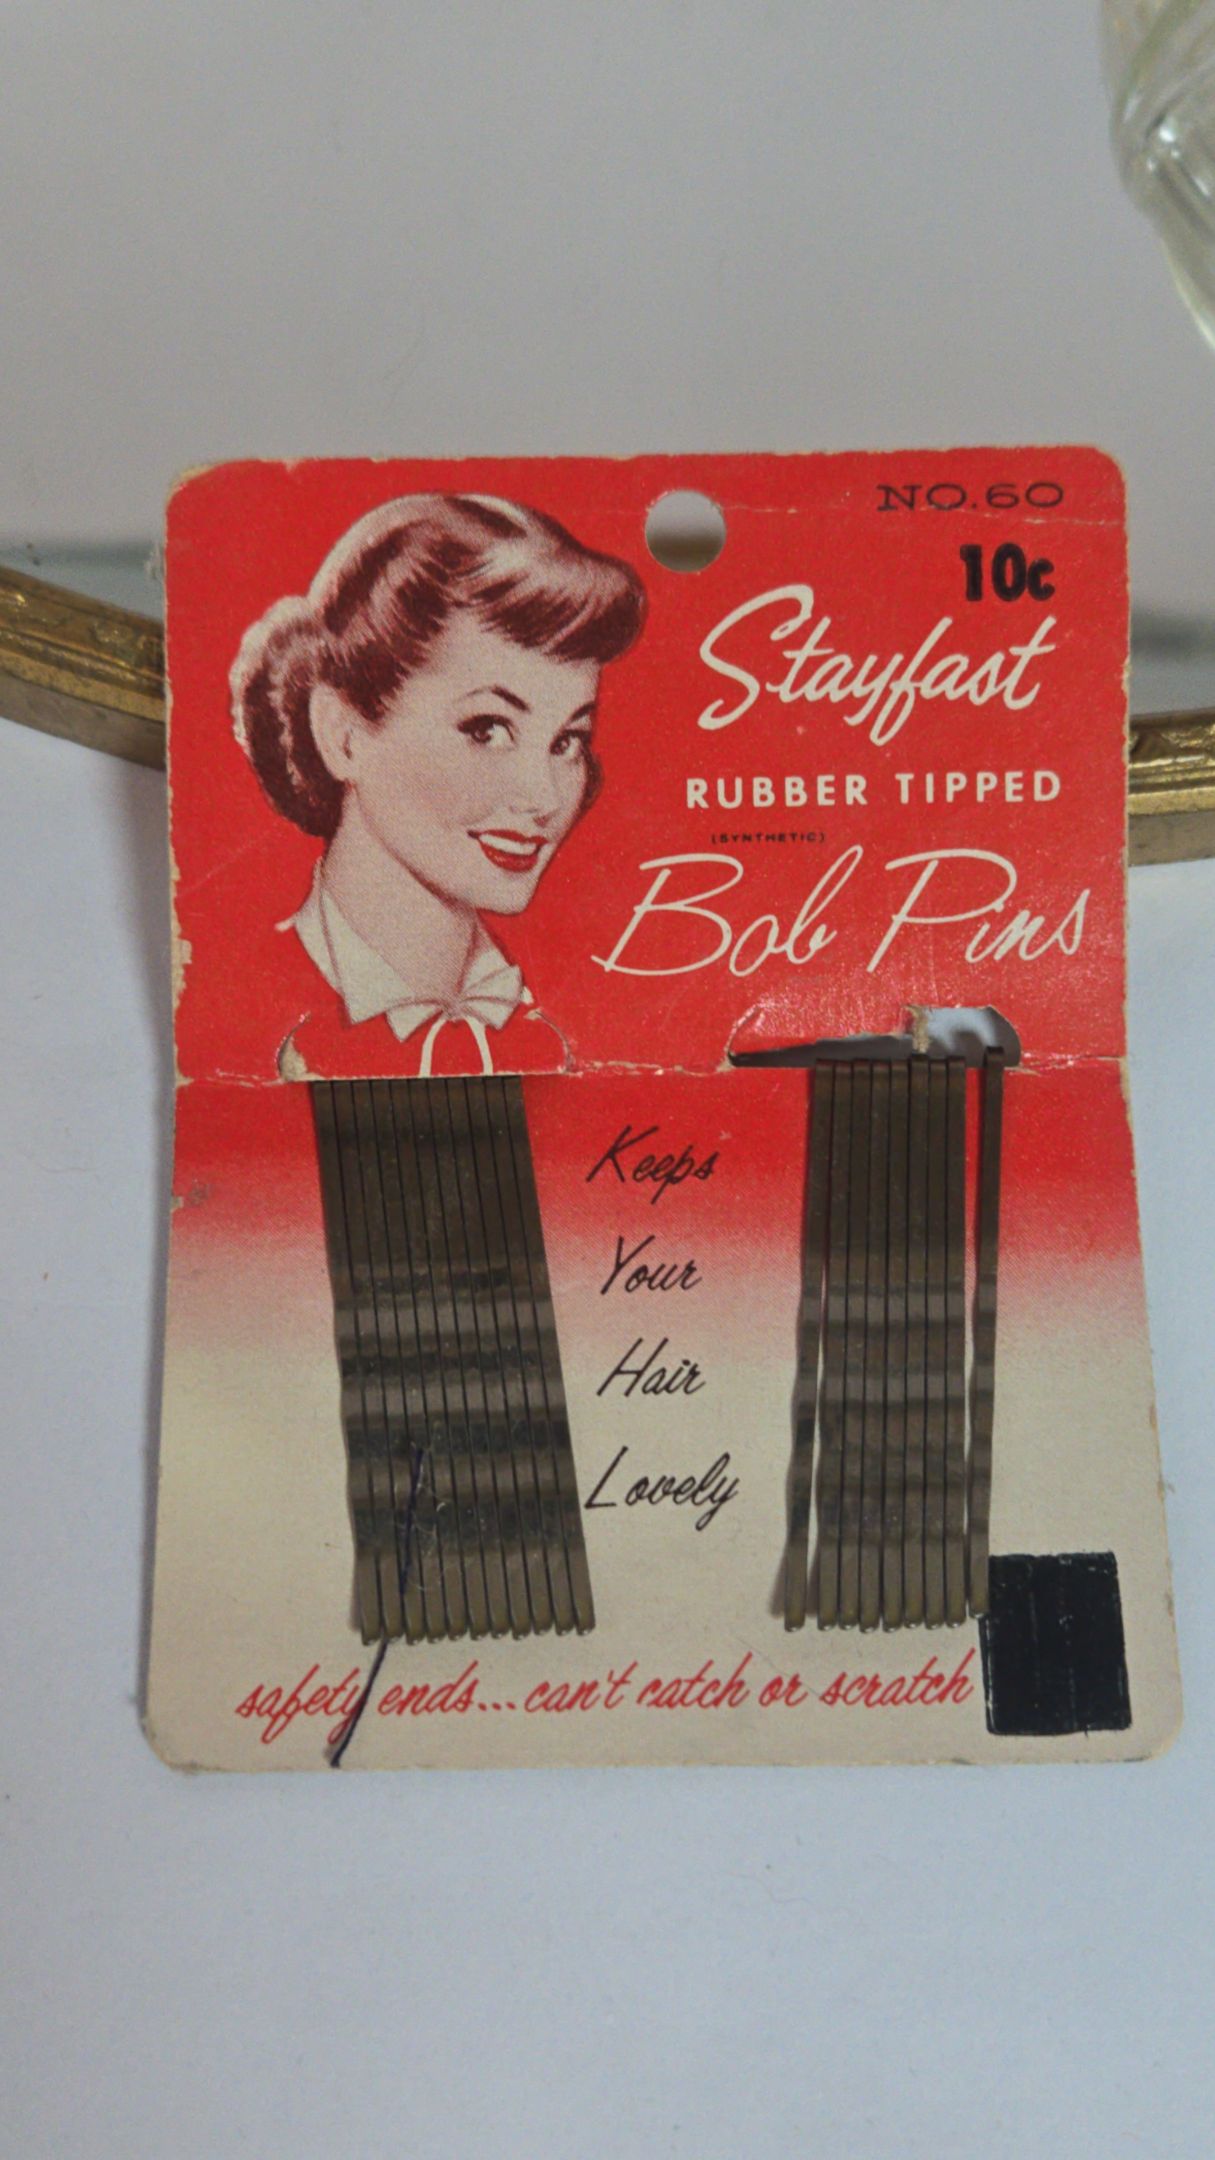 NO.60
10c
Stayfast
RUBBER TIPPED
(SYNTHETIC)
Bob Pins
Keeps
Your
Hair
Lovely
safety ends...can't catch or scratch